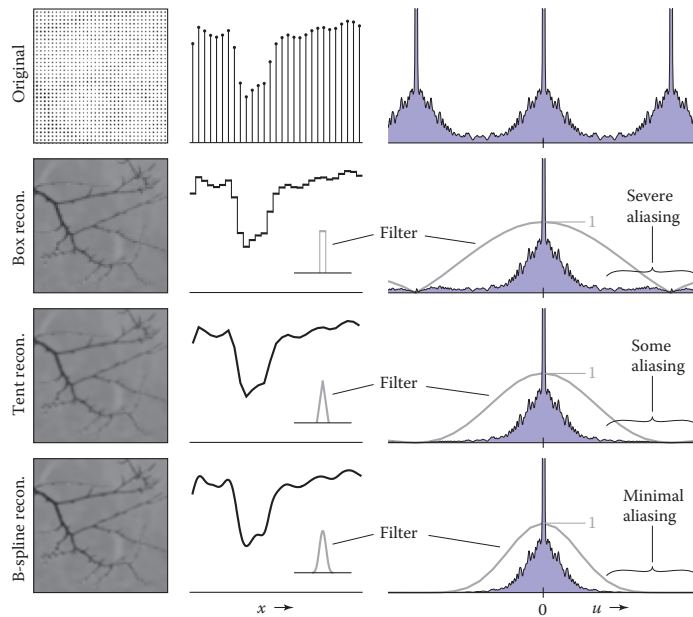 Original
Box recon.
Filter
1
Severe
aliasing
Tent recon.
Filter
1
Some
aliasing
B-spline recon.
Filter
1
Minimal
aliasing
x →
0
u →